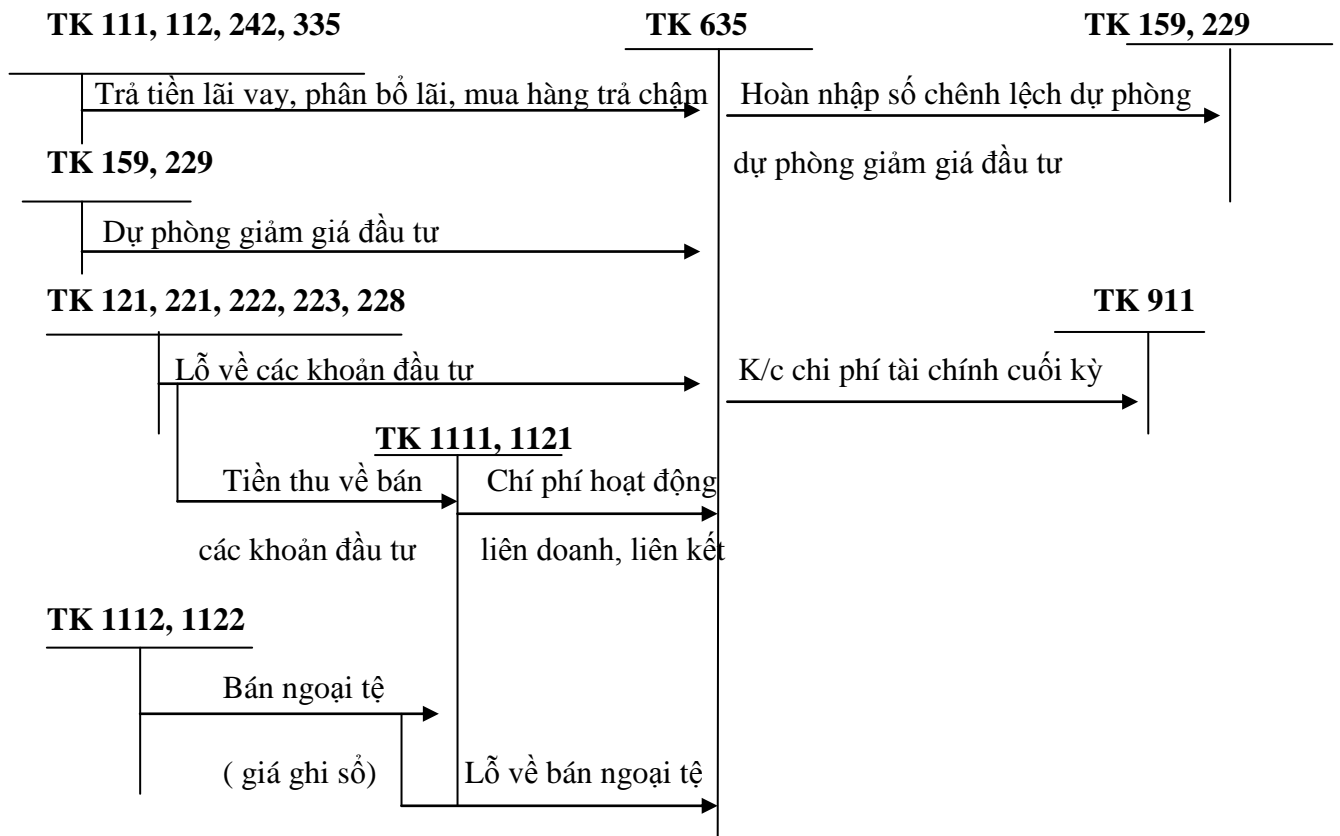 TK 111, 112, 242, 335
TK 635
TK 159, 229
Trả tiền lãi vay, phân bổ lãi, mua hàng trả chậm
Hoàn nhập số chênh lệch dự phòng
TK 159, 229
dự phòng giảm giá đầu tư
Dự phòng giảm giá đầu tư
TK 121, 221, 222, 223, 228
TK 911
Lỗ về các khoản đầu tư
K/c chi phí tài chính cuối kỳ
TK 1111, 1121
Tiền thu về bán
Chí phí hoạt động
các khoản đầu tư
liên doanh, liên kết
TK 1112, 1122
Bán ngoại tệ
( giá ghi sổ)
Lỗ về bán ngoại tệ